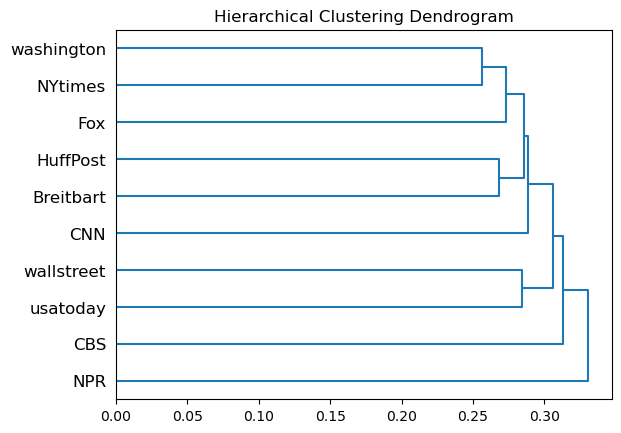 Hierarchical Clustering Dendrogram
washington
NYtimes
Fox
HuffPost
Breitbart
CNN
wallstreet
usatoday
CBS
NPR
0.00 0.05 0.10 0.15 0.20 0.25 0.30